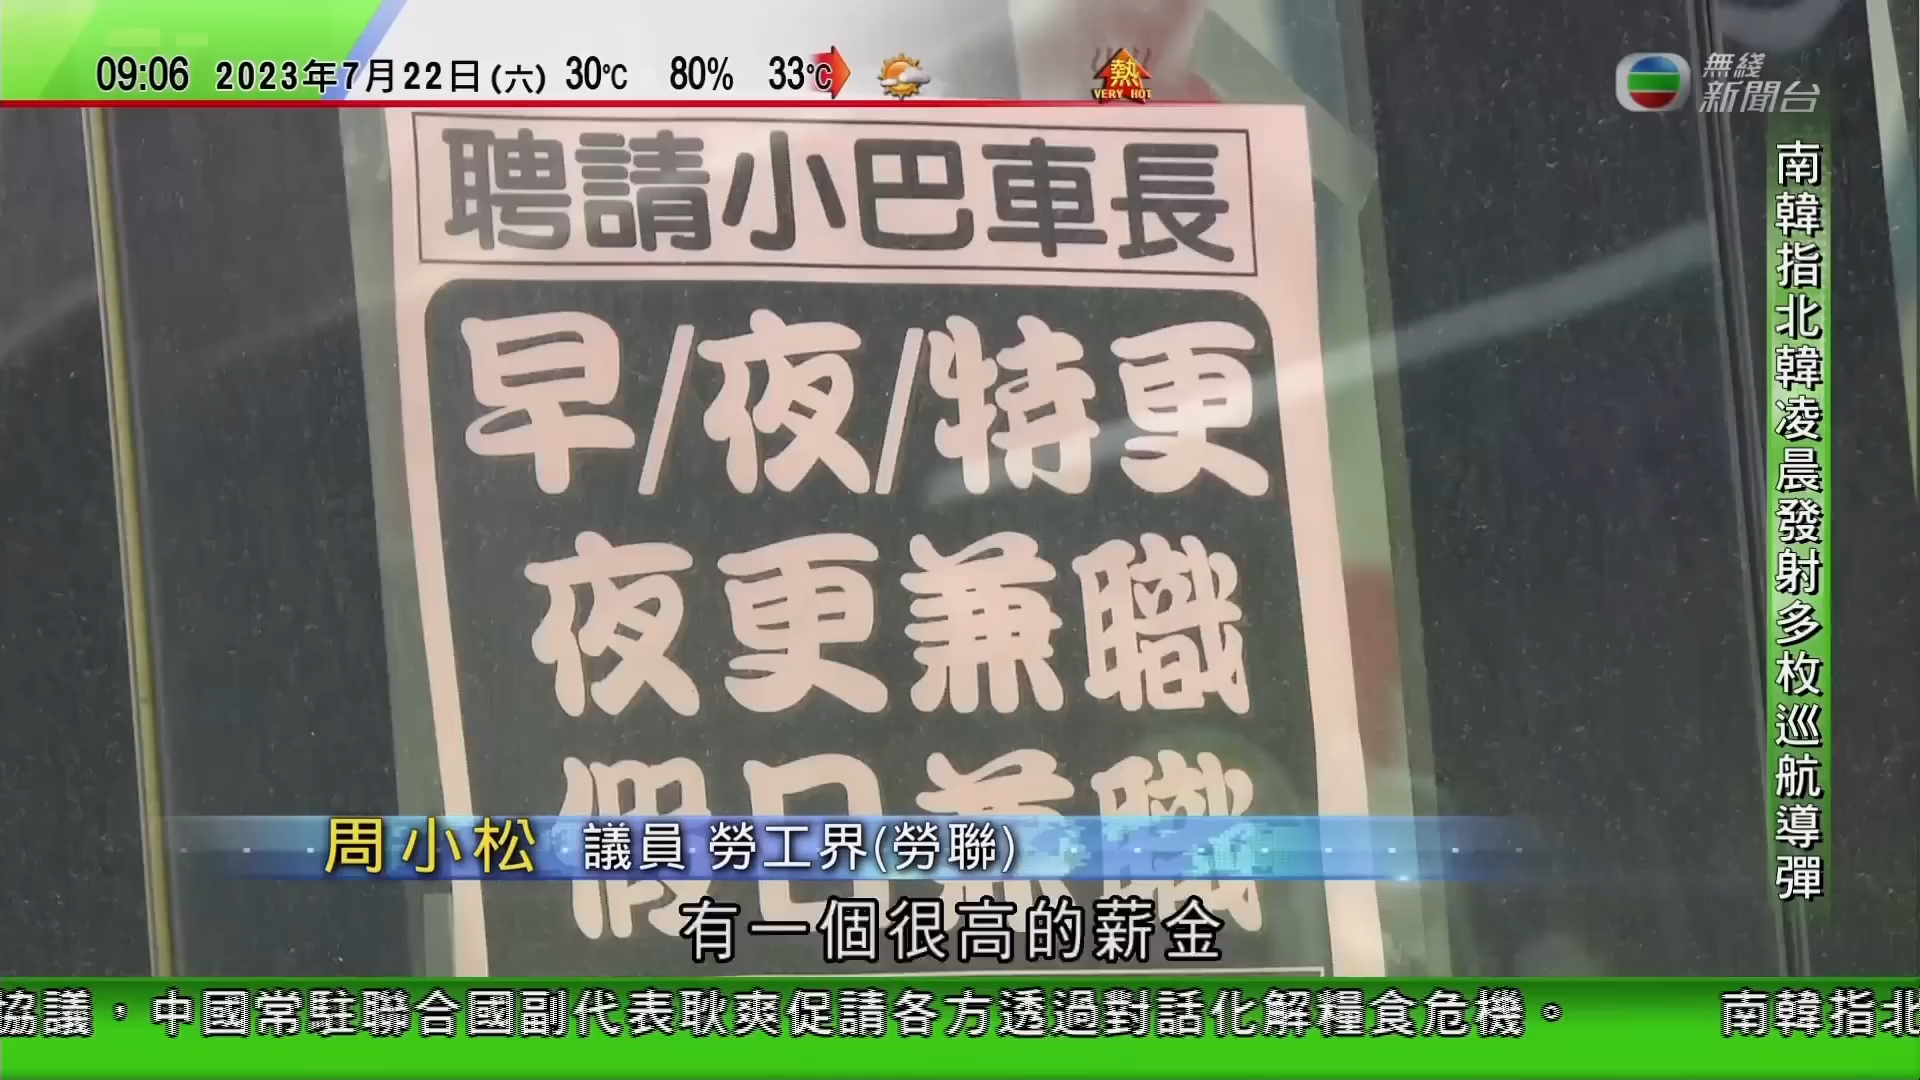 09:06 2023年7月22日(六) 30℃ 80% 33℃
熱
VERY HOT
無綫
新聞台
聘請小巴車長
早/夜/特更
夜更兼職
假日兼職
南韓指北韓凌晨發射多枚巡航導彈
周小松 議員 勞工界(勞聯)
有一個很高的薪金
協議，中國常駐聯合國副代表耿爽促請各方透過對話化解糧食危機。 南韓指北